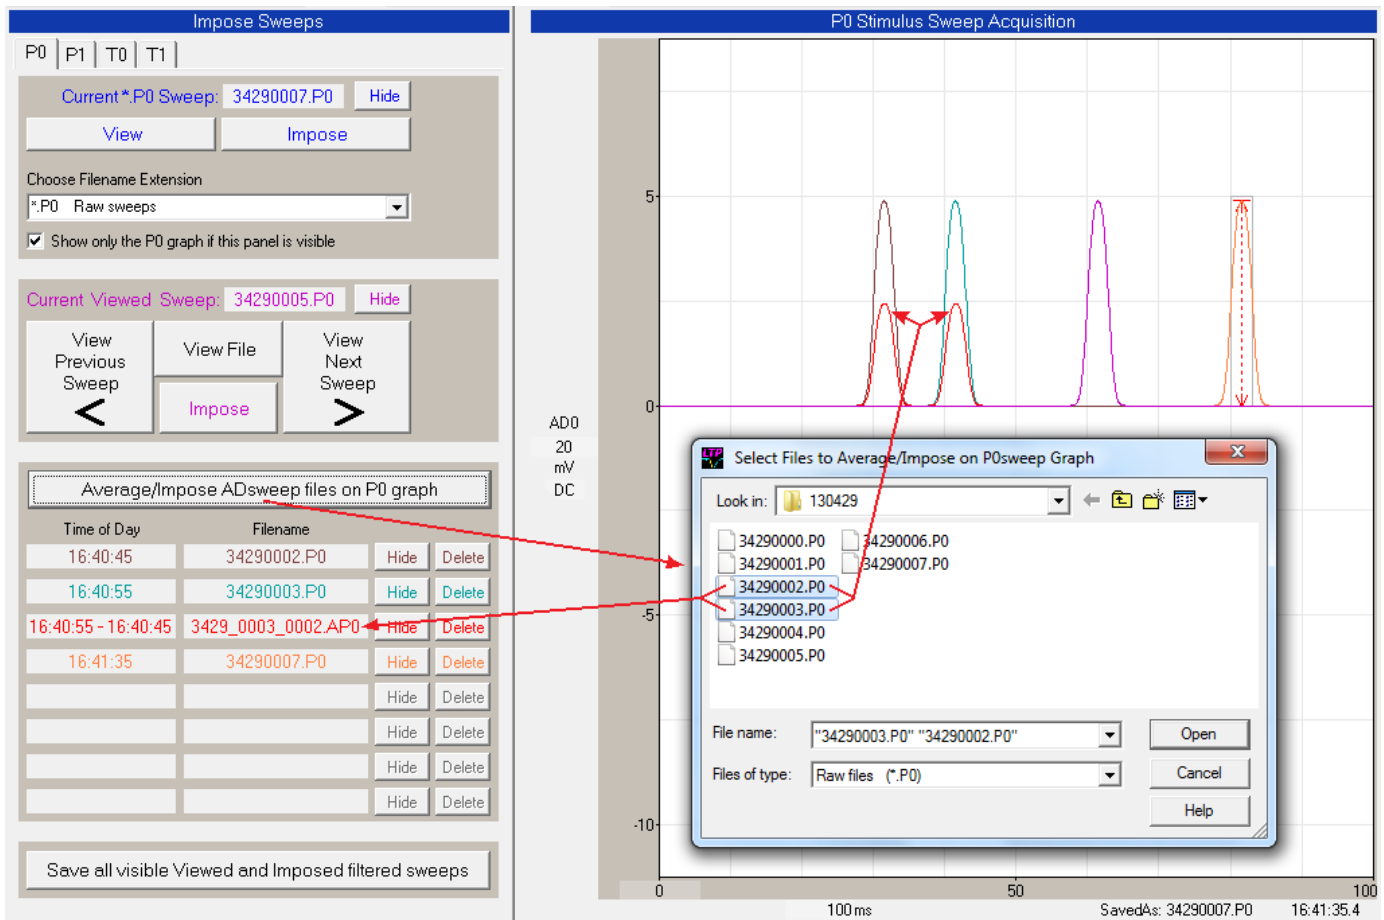 Impose Sweeps
P0 P1 T0 T1
Current *.P0 Sweep: 34290007.P0 Hide
View Impose
Choose Filename Extension
*.P0 Raw sweeps
Show only the P0 graph if this panel is visible
Current Viewed Sweep: 34290005.P0 Hide
View Previous Sweep <
View File
Impose
View Next Sweep >
Average/Impose ADsweep files on P0 graph
Time of Day Filename
16:40:45 34290002.P0 Hide Delete
16:40:55 34290003.P0 Hide Delete
16:40:55 - 16:40:45 3429_0003_0002.AP0 Hide Delete
16:41:35 34290007.P0 Hide Delete
Hide Delete
Hide Delete
Hide Delete
Hide Delete
Save all visible Viewed and Imposed filtered sweeps
P0 Stimulus Sweep Acquisition
5
0
-5
-10
AD0
20
mV
DC
0 50 100
100 ms SavedAs: 34290007.P0 16:41:35.4
LTP Select Files to Average/Impose on P0sweep Graph X
Look in: 130429
34290000.P0 34290006.P0
34290001.P0 34290007.P0
34290002.P0
34290003.P0
34290004.P0
34290005.P0
File name: "34290003.P0" "34290002.P0" Open
Files of type: Raw files (*.P0) Cancel
Help